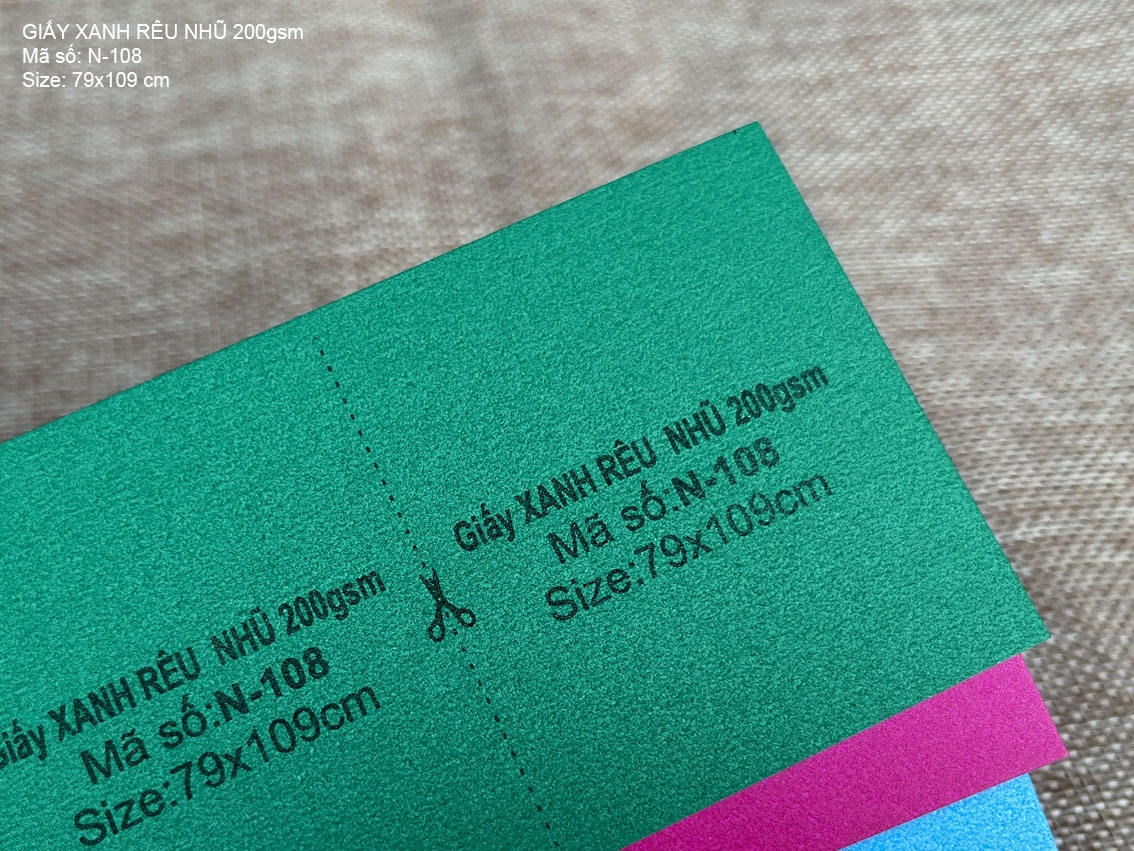 GIẤY XANH RÊU NHŨ 200gsm
Mã số: N-108
Size: 79x109 cm
Giấy XANH RÊU NHŨ 200gsm
Mã số:N-108
Size:79x109cm
Giấy XANH RÊU NHŨ 200gsm
Mã số:N-108
Size:79x109cm